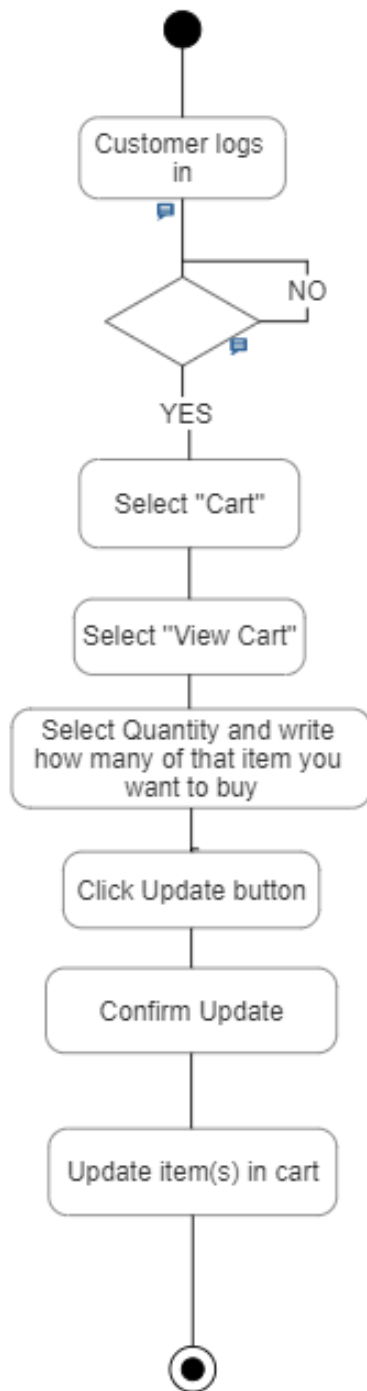 Customer logs
in
NO
YES
Select "Cart"
Select "View Cart"
Select Quantity and write
how many of that item you
want to buy
Click Update button
Confirm Update
Update item(s) in cart